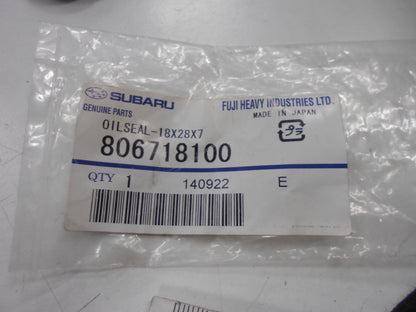 SUBARU FUJI HEAVY INDUSTRIES LTD.
GENUINE PARTS MADE IN JAPAN
OILSEAL-18X28X7
806718100
QTY 1 140922 E